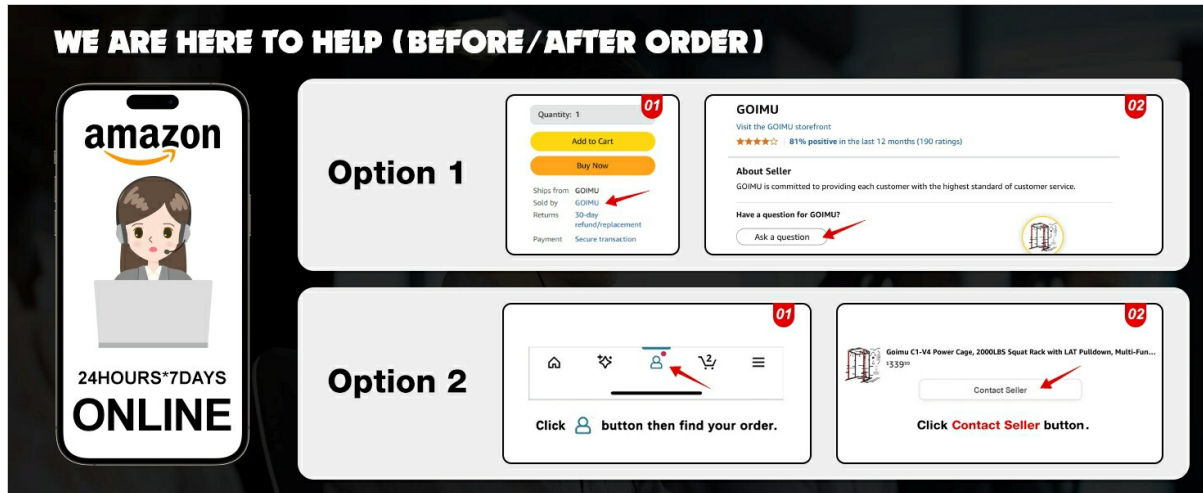 WE ARE HERE TO HELP (BEFORE/AFTER ORDER)
amazon
24HOURS*7DAYS
ONLINE
Option 1
01
Quantity: 1
Add to Cart
Buy Now
Ships from GOIMU
Sold by GOIMU
Returns 30-day
refund/replacement
Payment Secure transaction
02
GOIMU
Visit the GOIMU storefront
81% positive in the last 12 months (190 ratings)
About Seller
GOIMU is committed to providing each customer with the highest standard of customer service.
Have a question for GOIMU?
Ask a question
Option 2
01
2
Click button then find your order.
02
Goimu C1-V4 Power Cage, 2000LBS Squat Rack with LAT Pulldown, Multi-Fun...
$339⁹⁹
Contact Seller
Click Contact Seller button.